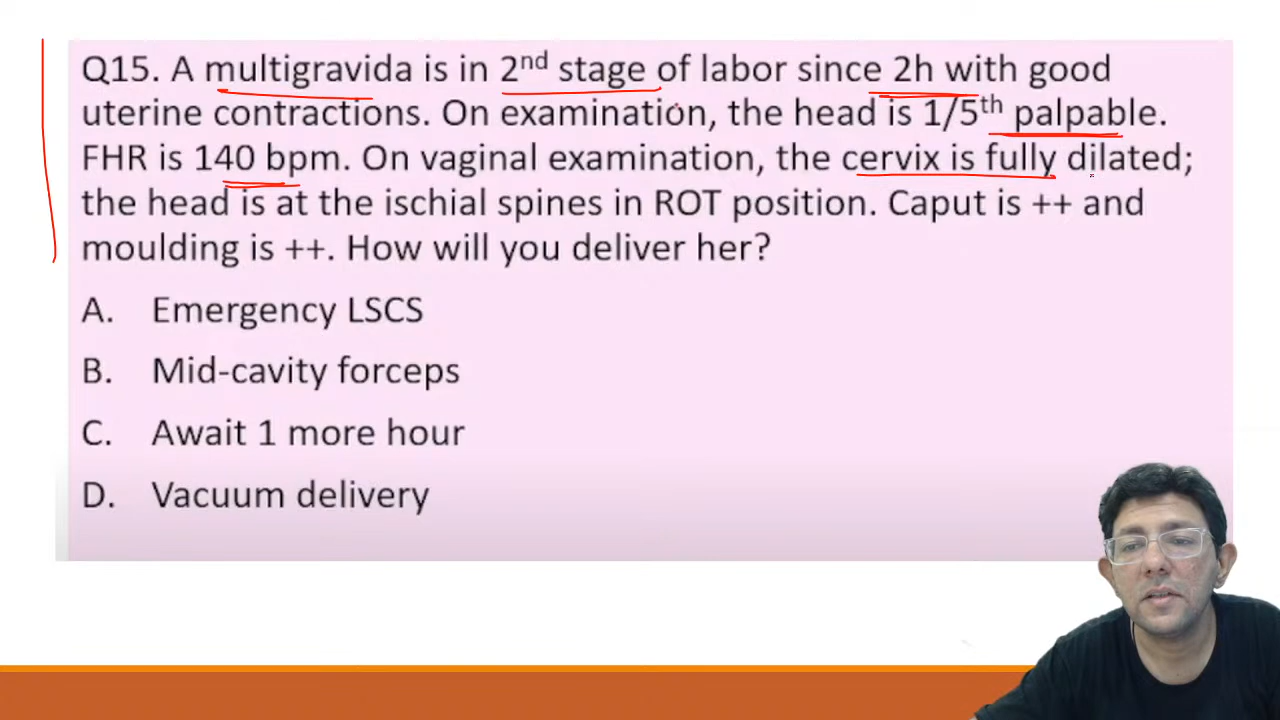 Q15. A multigravida is in 2nd stage of labor since 2h with good
uterine contractions. On examination, the head is 1/5th palpable.
FHR is 140 bpm. On vaginal examination, the cervix is fully dilated;
the head is at the ischial spines in ROT position. Caput is ++ and
moulding is ++. How will you deliver her?
A. Emergency LSCS
B. Mid-cavity forceps
C. Await 1 more hour
D. Vacuum delivery